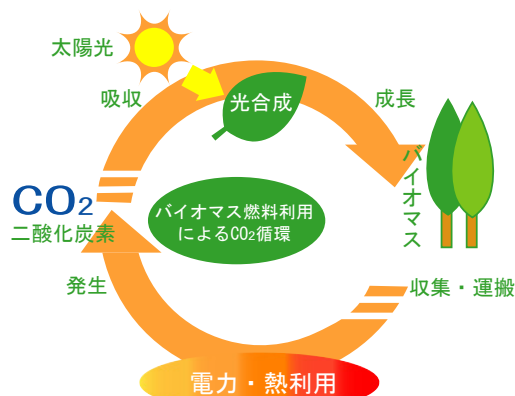 太陽光
吸収
光合成
成長
バイオマス
CO₂
二酸化炭素
バイオマス燃料利用
によるCO₂循環
発生
収集・運搬
電力・熱利用